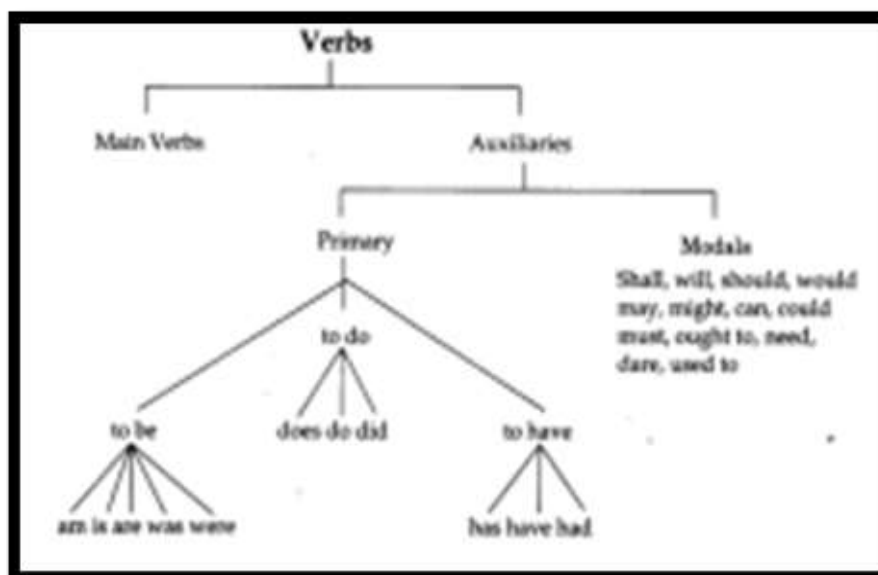 Verbs
Main Verbs
Auxiliaries
Primary
Modals
Shall, will, should, would
may, might, can, could
must, ought to, need,
dare, used to
to do
does do did
to be
to have
am is are was were
has have had